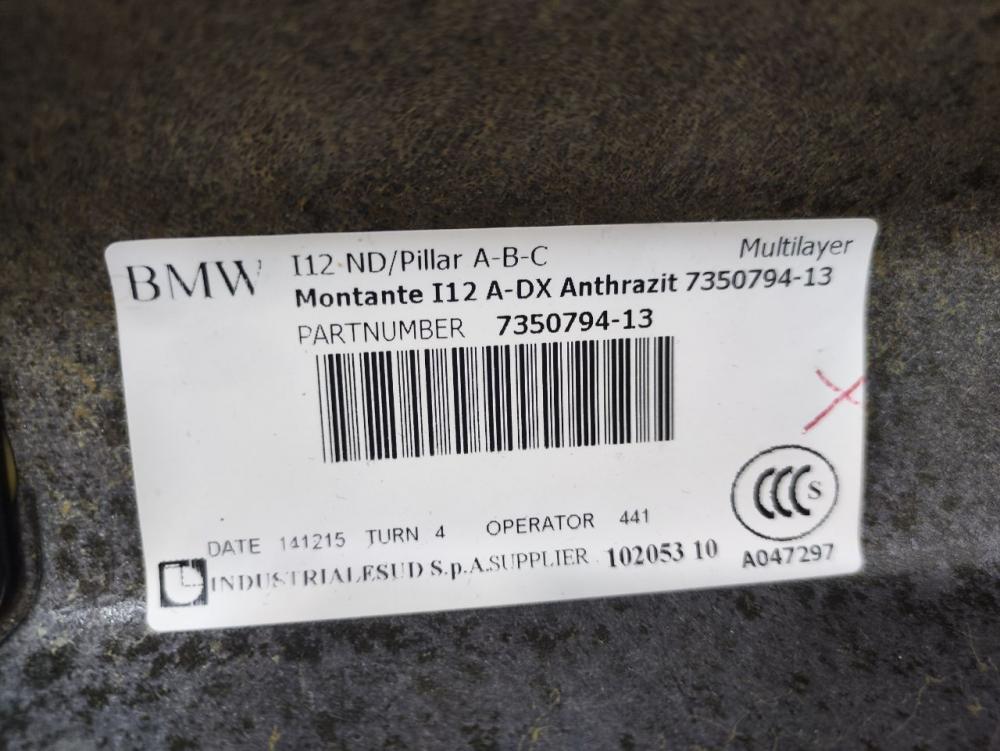 BMW
I12 ND/Pillar A-B-C
Multilayer
Montante I12 A-DX Anthrazit 7350794-13
PARTNUMBER 7350794-13
CCC S
DATE 141215 TURN 4 OPERATOR 441
INDUSTRIALESUD S.p.A.SUPPLIER 102053 10
A047297